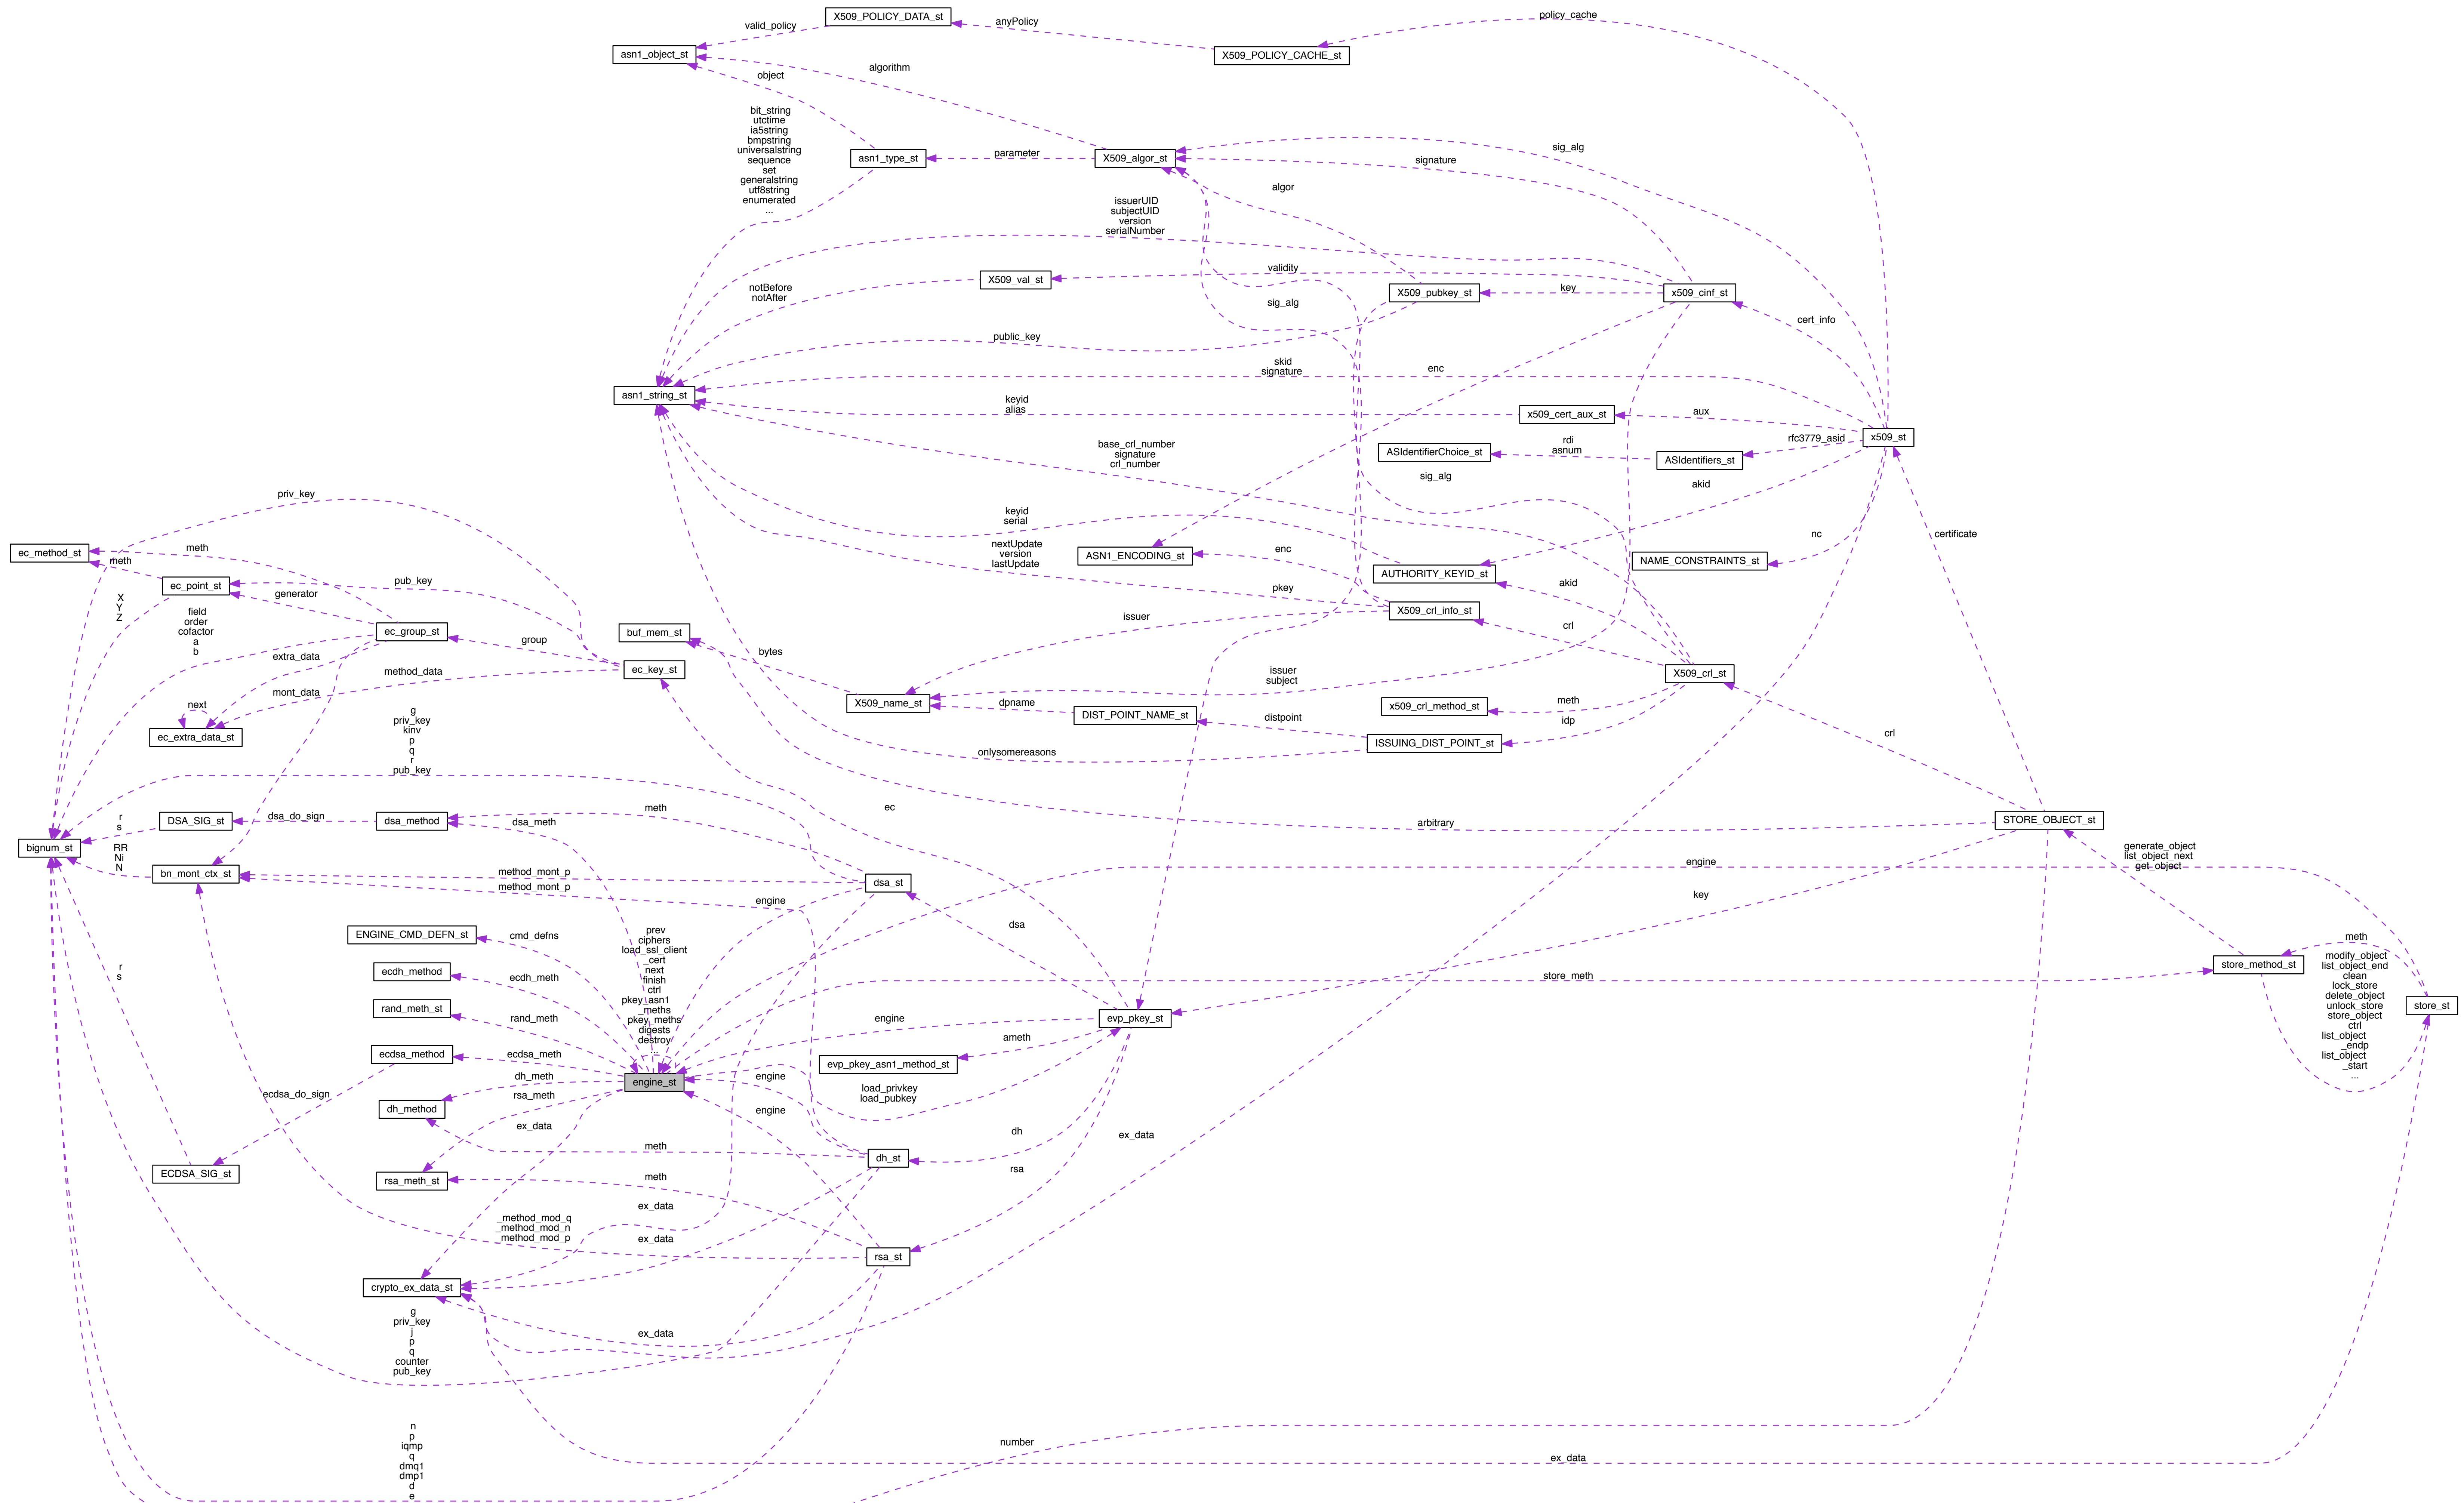 policy_cache
X509_POLICY_DATA_st
anyPolicy
valid_policy
asn1_object_st
X509_POLICY_CACHE_st
algorithm
object
bit_string
utctime
ia5string
bmpstring
universalstring
sequence
set
generalstring
utf8string
enumerated
...
asn1_type_st
parameter
X509_algor_st
signature
sig_alg
algor
issuerUID
subjectUID
version
serialNumber
validity
X509_val_st
notBefore
notAfter
key
X509_pubkey_st
x509_cinf_st
sig_alg
cert_info
public_key
skid
signature
enc
asn1_string_st
keyid
alias
x509_cert_aux_st
aux
x509_st
base_crl_number
signature
crl_number
ASIdentifierChoice_st
rdi
asnum
ASIdentifiers_st
rfc3779_asid
sig_alg
akid
priv_key
keyid
serial
nc
certificate
ec_method_st
meth
meth
nextUpdate
version
lastUpdate
ASN1_ENCODING_st
enc
NAME_CONSTRAINTS_st
AUTHORITY_KEYID_st
ec_point_st
pub_key
generator
pkey
akid
X
Y
Z
field
order
cofactor
a
b
ec_group_st
group
buf_mem_st
issuer
X509_crl_info_st
crl
extra_data
method_data
ec_key_st
bytes
issuer
subject
X509_crl_st
mont_data
next
X509_name_st
dpname
DIST_POINT_NAME_st
x509_crl_method_st
meth
distpoint
idp
ec_extra_data_st
g
priv_key
kinv
p
q
r
pub_key
onlysomereasons
ISSUING_DIST_POINT_st
crl
r
s
DSA_SIG_st
dsa_do_sign
dsa_method
meth
dsa_meth
ec
arbitrary
STORE_OBJECT_st
bignum_st
RR
Ni
N
bn_mont_ctx_st
method_mont_p
method_mont_p
dsa_st
engine
generate_object
list_object_next
get_object
engine
key
ENGINE_CMD_DEFN_st
cmd_defns
prev
ciphers
load_ssl_client
_cert
next
finish
ctrl
pkey_asn1
_meths
pkey_meths
digests
destroy
...
dsa
meth
r
s
ecdh_method
ecdh_meth
store_meth
store_method_st
modify_object
list_object_end
clean
lock_store
delete_object
unlock_store
store_object
ctrl
list_object
_endp
list_object
_start
...
store_st
rand_meth_st
rand_meth
engine
evp_pkey_st
ameth
ecdsa_method
ecdsa_meth
evp_pkey_asn1_method_st
engine_st
dh_meth
engine
load_privkey
load_pubkey
ecdsa_do_sign
rsa_meth
dh_method
engine
ex_data
dh
ex_data
meth
dh_st
rsa
ECDSA_SIG_st
rsa_meth_st
meth
_method_mod_q
_method_mod_n
_method_mod_p
ex_data
ex_data
rsa_st
crypto_ex_data_st
g
priv_key
j
p
q
counter
pub_key
ex_data
n
p
iqmp
q
dmq1
dmp1
d
e
number
ex_data